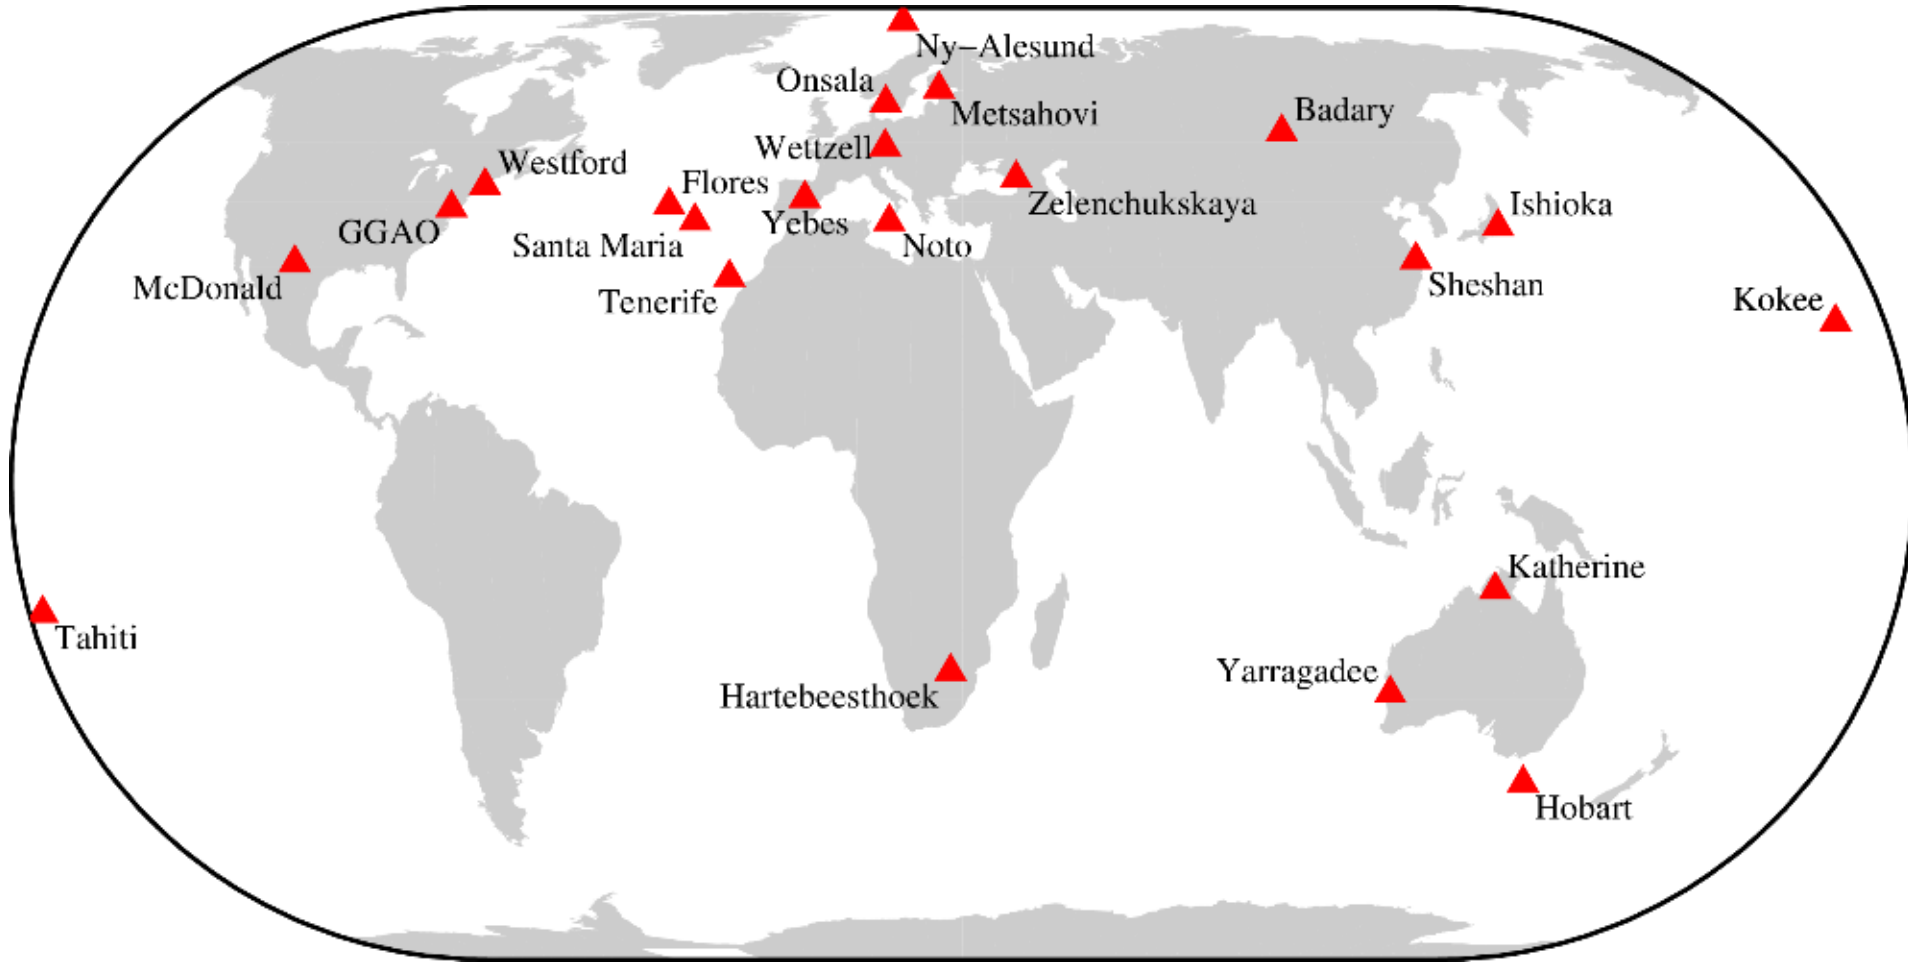 Ny−Alesund
Onsala
Metsahovi
Badary
Wettzell
Westford
Flores
Zelenchukskaya
Ishioka
Yebes
GGAO
Santa Maria
Noto
McDonald
Tenerife
Sheshan
Kokee
Katherine
Tahiti
Yarragadee
Hartebeesthoek
Hobart